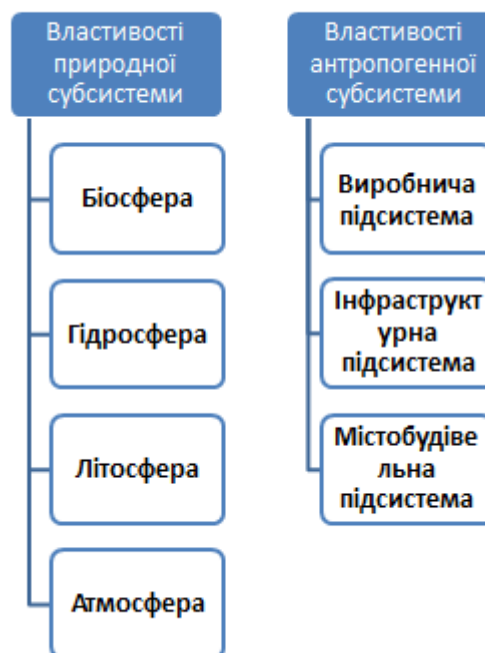 Властивості
природної
субсистеми
Біосфера
Гідросфера
Літосфера
Атмосфера
Властивості
антропогенної
субсистеми
Виробнича
підсистема
Інфраструкт
урна
підсистема
Містобудіве
льна
підсистема